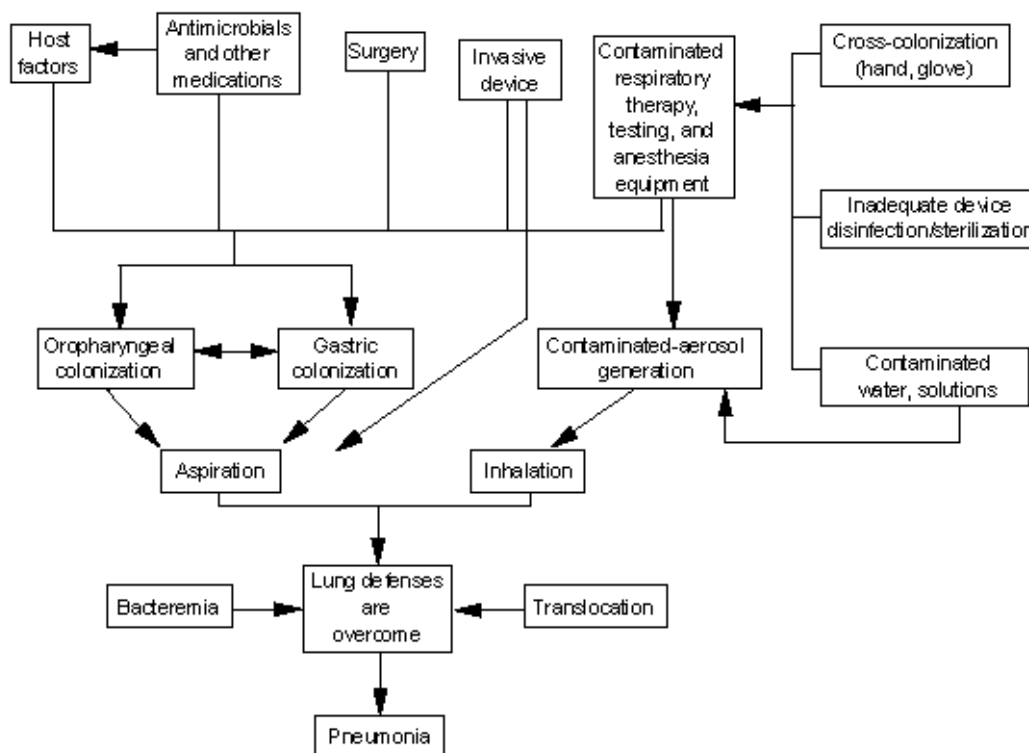 Host
factors
Antimicrobials
and other
medications
Surgery
Invasive
device
Contaminated
respiratory
therapy,
testing, and
anesthesia
equipment
Cross-colonization
(hand, glove)
Inadequate device
disinfection/sterilization
Oropharyngeal
colonization
Gastric
colonization
Contaminated-aerosol
generation
Contaminated
water, solutions
Aspiration
Inhalation
Bacteremia
Lung defenses
are
overcome
Translocation
Pneumonia